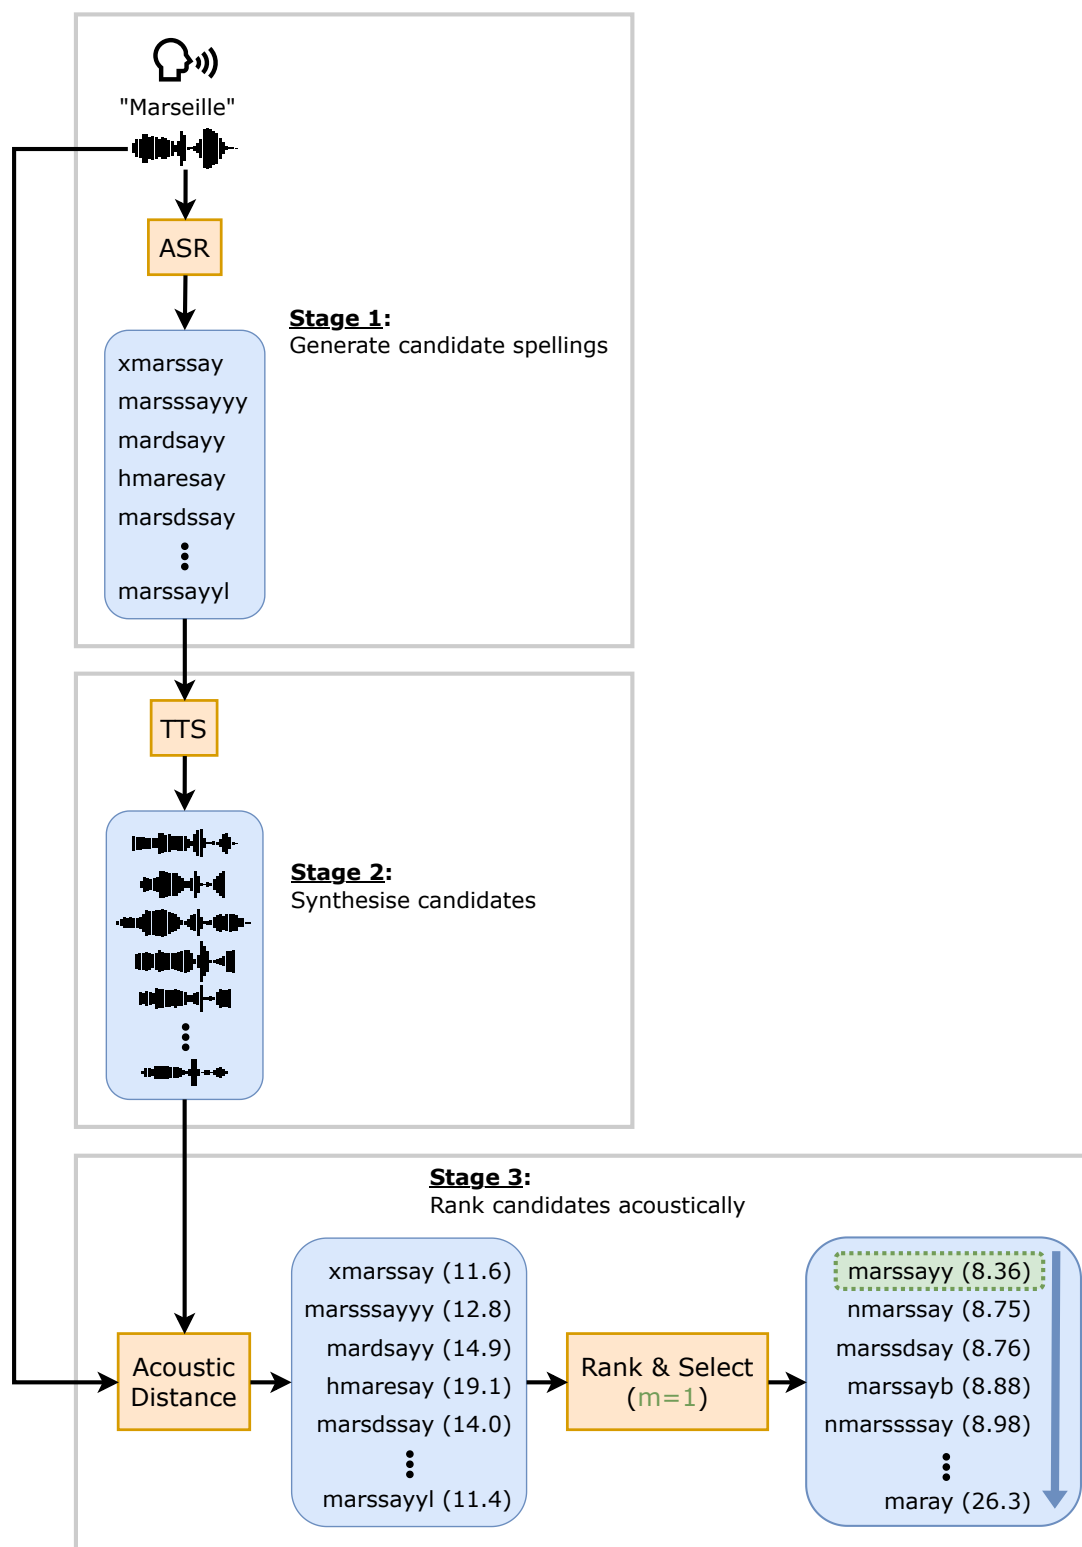 "Marseille"
ASR
Stage 1:
Generate candidate spellings
xmarssay
marsssayyy
mardsayy
hmaresay
marsdssay
marssayyl
TTS
Stage 2:
Synthesise candidates
Stage 3:
Rank candidates acoustically
Acoustic
Distance
xmarssay (11.6)
marsssayyy (12.8)
mardsayy (14.9)
hmaresay (19.1)
marsdssay (14.0)
marssayyl (11.4)
Rank & Select
(m=1)
marssayy (8.36)
nmarssay (8.75)
marssdsay (8.76)
marssayb (8.88)
nmarssssay (8.98)
maray (26.3)